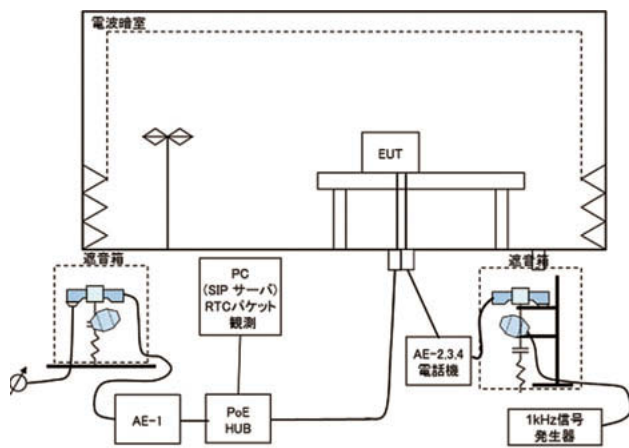 電波暗室
EUT
遮音箱
PC
(SIP サーバ)
RTCパケット
観測
遮音箱
AE-2,3,4
電話機
AE-1
PoE
HUB
1kHz信号
発生器